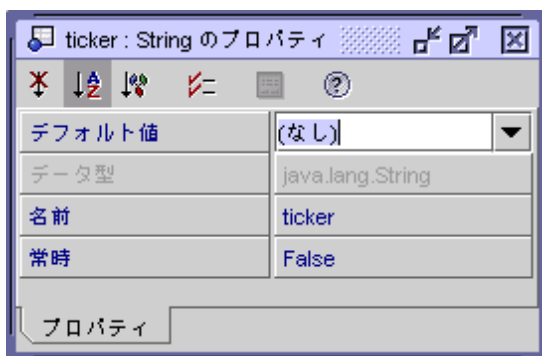 ticker : String のプロパティ
デフォルト値 (なし)
データ型 java.lang.String
名前 ticker
常時 False
プロパティ